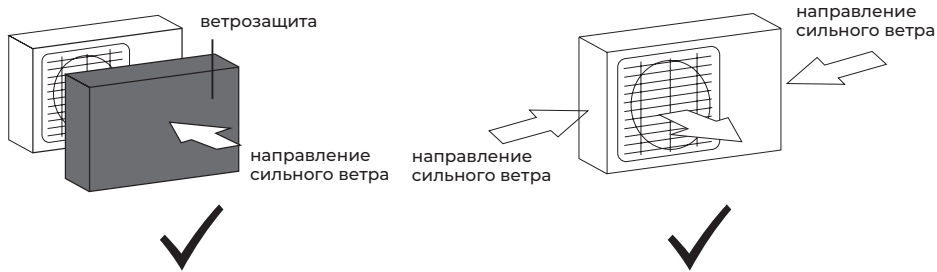 ветрозащита
направление
сильного ветра
направление
сильного ветра
направление
сильного ветра